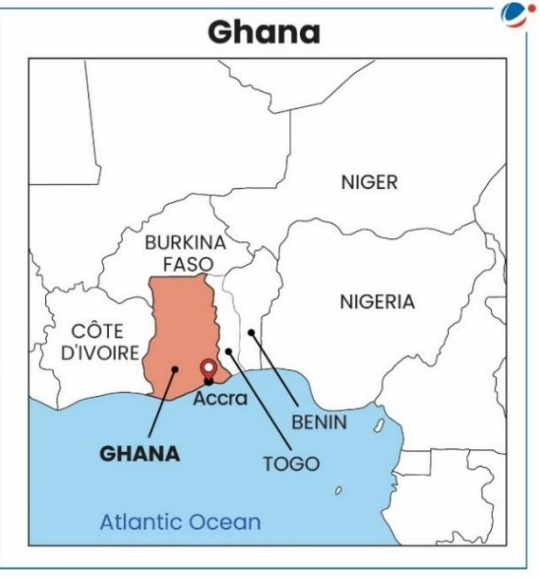 Ghana
NIGER
BURKINA
FASO
NIGERIA
CÔTE
D'IVOIRE
Accra
BENIN
GHANA
TOGO
Atlantic Ocean